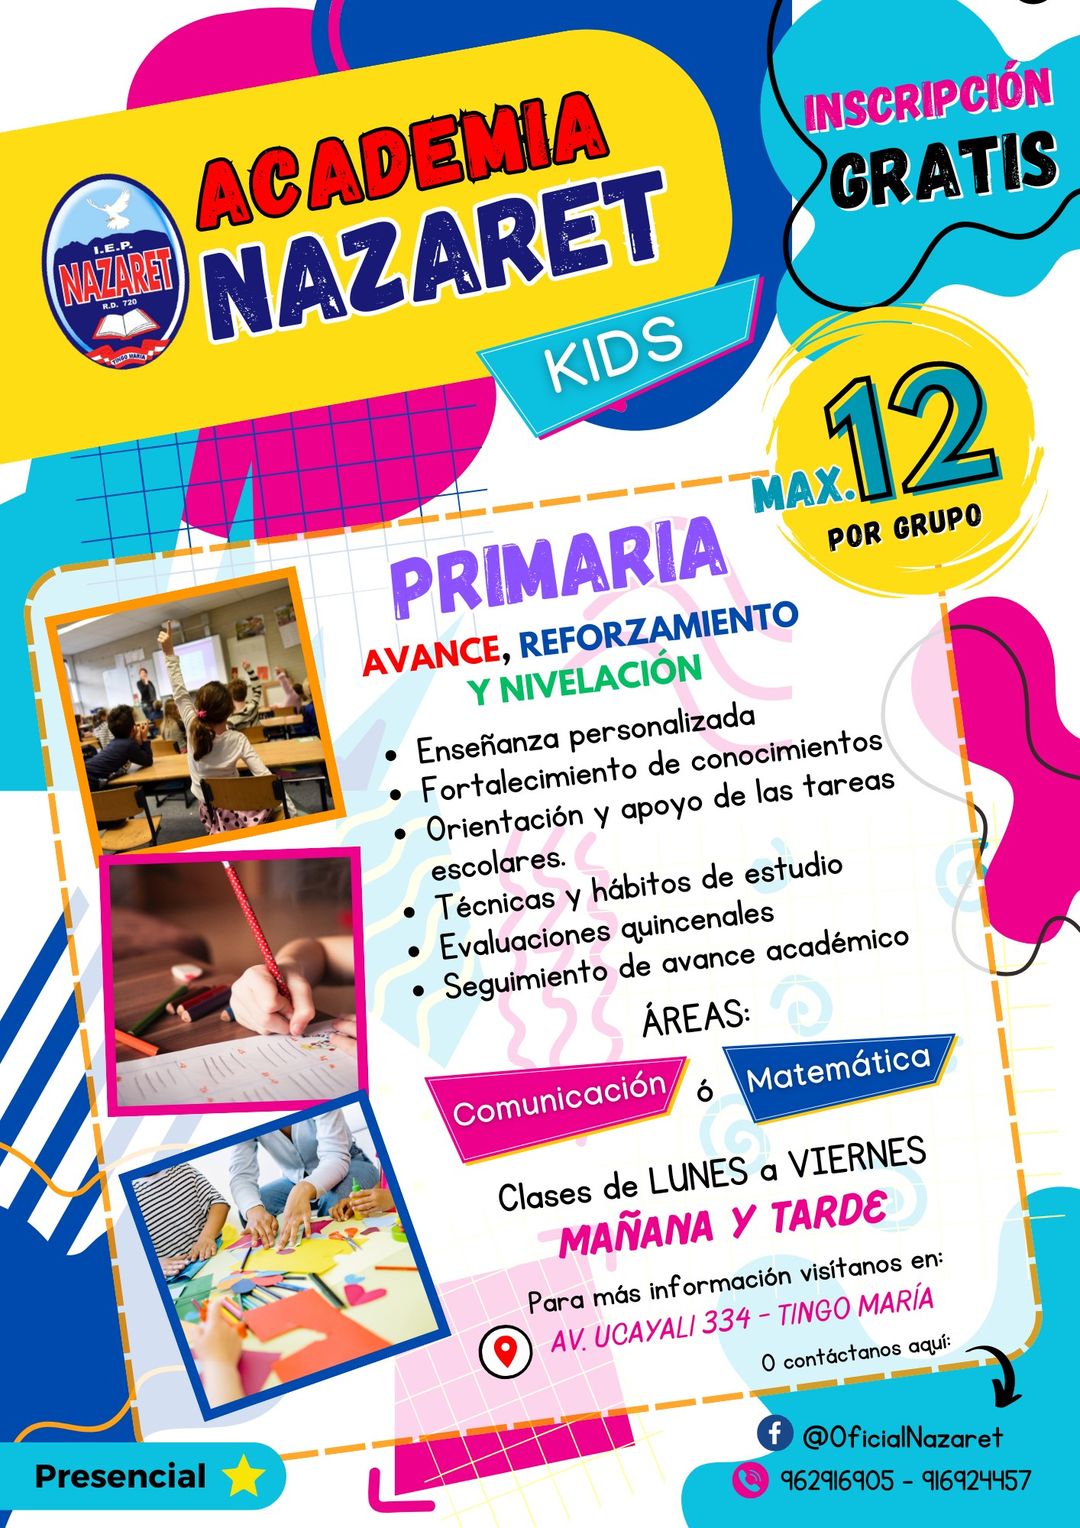 INSCRIPCIÓN
GRATIS
ACADEMIA
NAZARET
KIDS
I.E.P.
NAZARET
R.D. 720
TINGO MARIA
MAX.12
POR GRUPO
PRIMARIA
AVANCE, REFORZAMIENTO
Y NIVELACIÓN
• Enseñanza personalizada
• Fortalecimiento de conocimientos
• Orientación y apoyo de las tareas
escolares.
• Técnicas y hábitos de estudio
• Evaluaciones quincenales
• Seguimiento de avance académico
ÁREAS:
Comunicación ó Matemática
Clases de LUNES a VIERNES
MAÑANA Y TARDE
Para más información visítanos en:
AV. UCAYALI 334 - TINGO MARÍA
O contáctanos aquí:
@OficialNazaret
962916905 - 916924457
Presencial